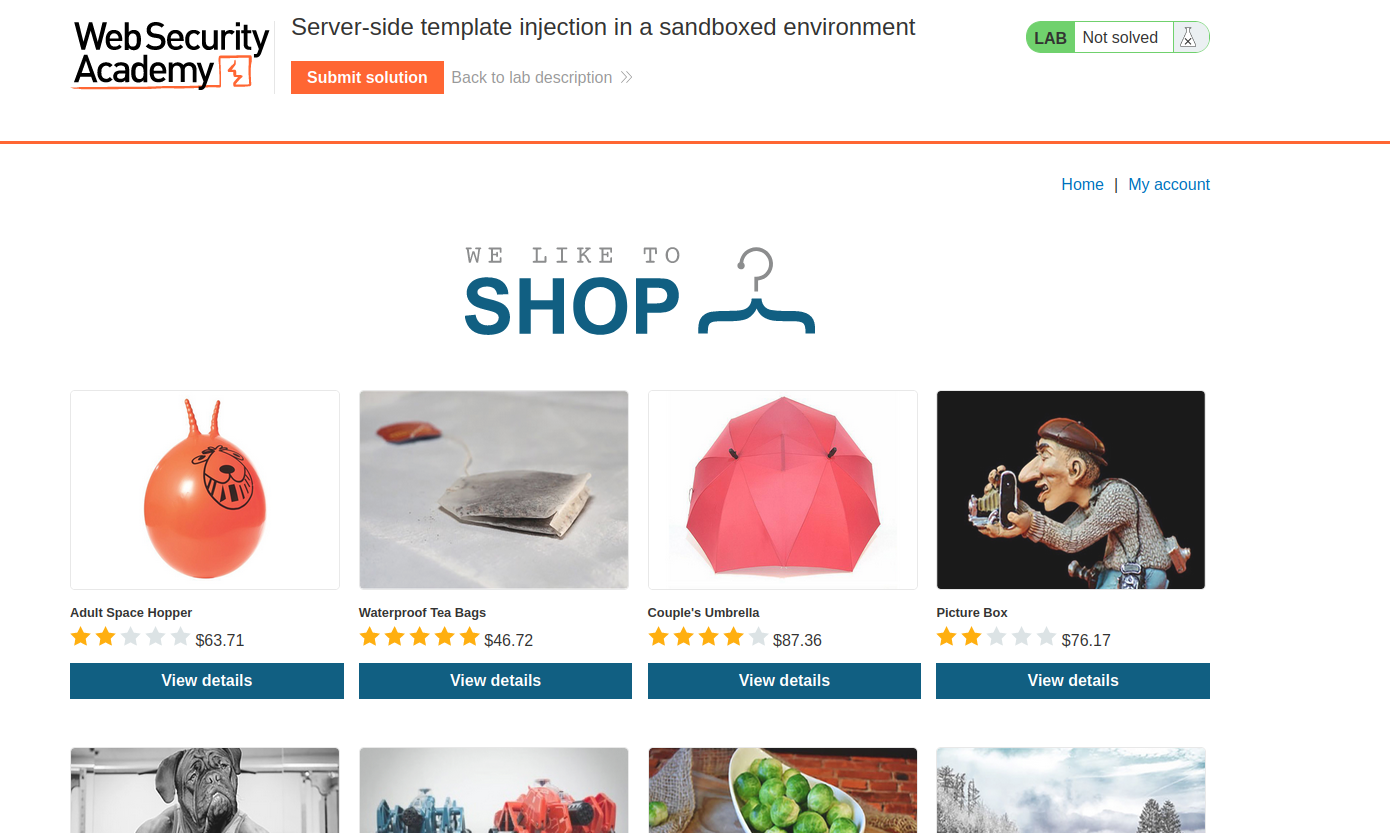 Web Security
Academy
Server-side template injection in a sandboxed environment
Submit solution
Back to lab description
LAB
Not solved
Home | My account
WE LIKE TO
SHOP
Adult Space Hopper
$63.71
View details
Waterproof Tea Bags
$46.72
View details
Couple's Umbrella
$87.36
View details
Picture Box
$76.17
View details